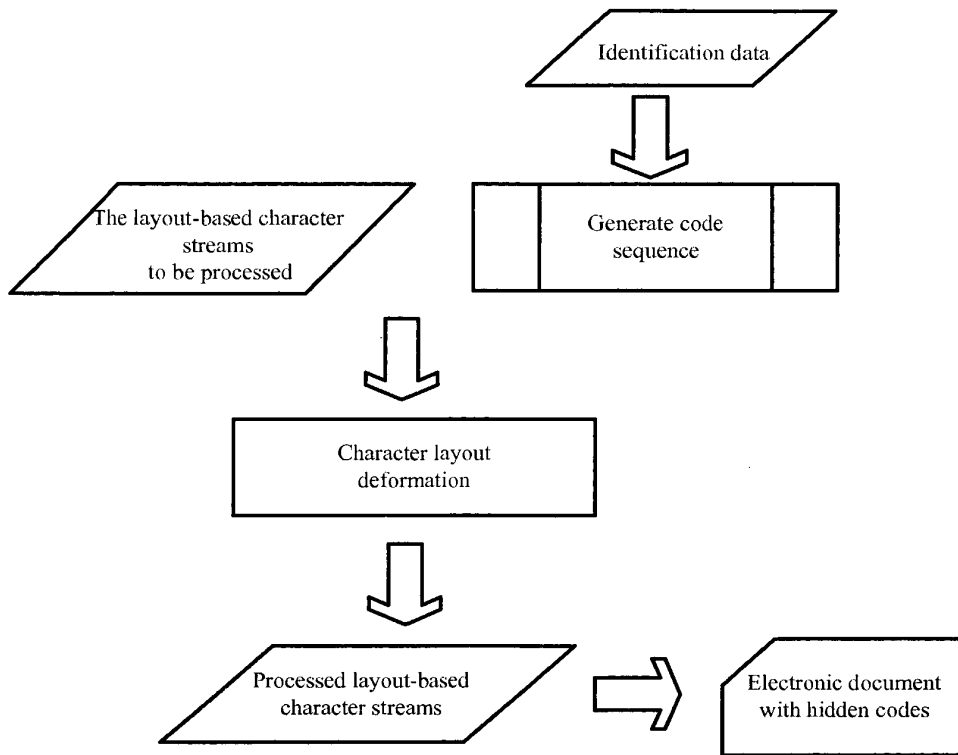 Identification data
Generate code
sequence
The layout-based character
streams
to be processed
Character layout
deformation
Processed layout-based
character streams
Electronic document
with hidden codes